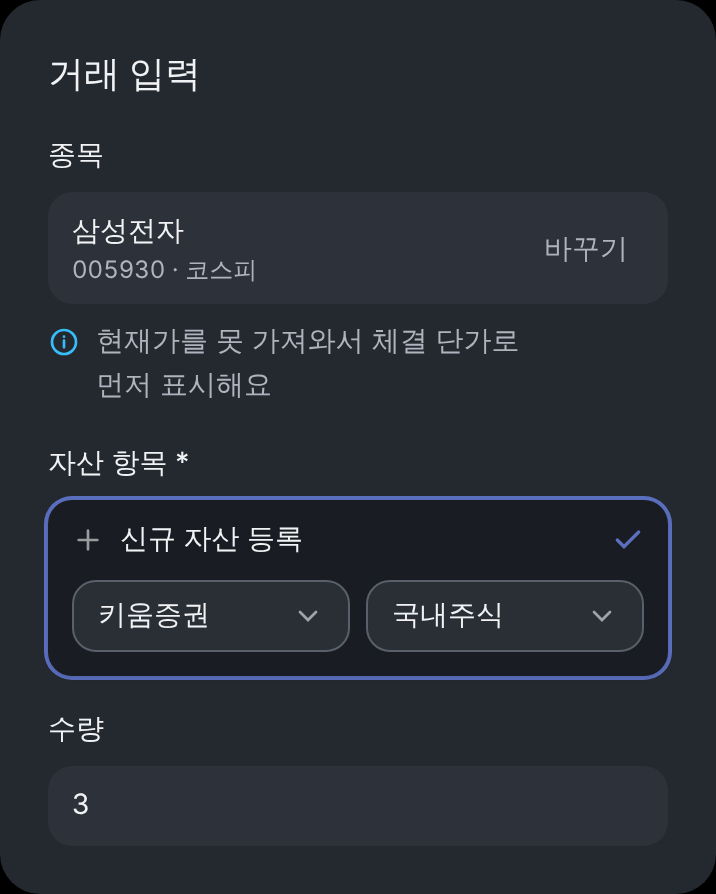 거래 입력
종목
삼성전자
005930 · 코스피
바꾸기
현재가를 못 가져와서 체결 단가로
먼저 표시해요
자산 항목 *
신규 자산 등록
키움증권
국내주식
수량
3